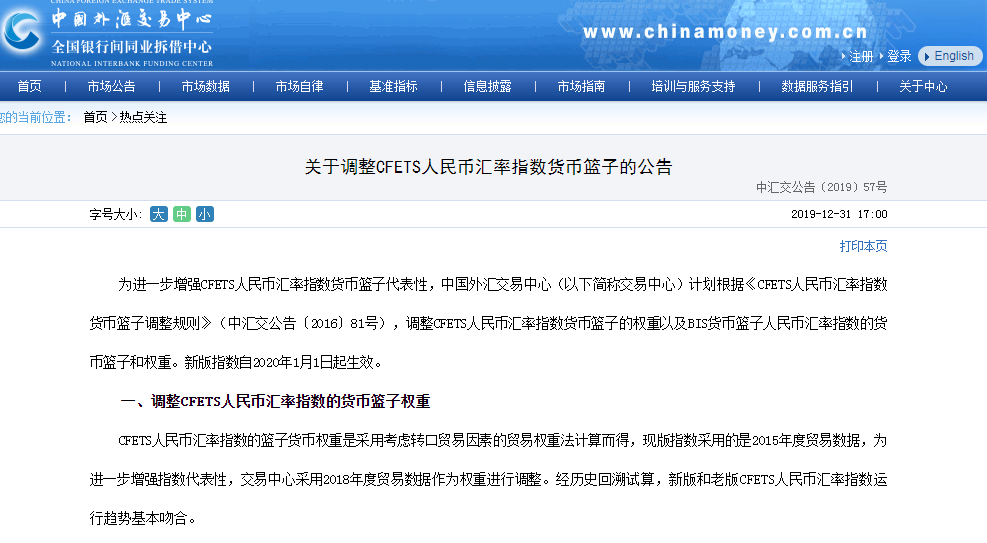 CHINA FOREIGN EXCHANGE TRADE SYSTEM
中国外汇交易中心
全国银行间同业拆借中心
NATIONAL INTERBANK FUNDING CENTER
www.chinamoney.com.cn
注册 登录 English
首页 | 市场公告 | 市场数据 | 市场自律 | 基准指标 | 信息披露 | 市场指南 | 培训与服务支持 | 数据服务指引 | 关于中心
您的当前位置： 首页 >热点关注
关于调整CFETS人民币汇率指数货币篮子的公告
中汇交公告〔2019〕57号
字号大小： 大 中 小 2019-12-31 17:00
打印本页
为进一步增强CFETS人民币汇率指数货币篮子代表性，中国外汇交易中心（以下简称交易中心）计划根据《CFETS人民币汇率指数
货币篮子调整规则》（中汇交公告〔2016〕81号），调整CFETS人民币汇率指数货币篮子的权重以及BIS货币篮子人民币汇率指数的货
币篮子和权重。新版指数自2020年1月1日起生效。
一、调整CFETS人民币汇率指数的货币篮子权重
CFETS人民币汇率指数的篮子货币权重是采用考虑转口贸易因素的贸易权重法计算而得，现版指数采用的是2015年度贸易数据，为
进一步增强指数代表性，交易中心采用2018年度贸易数据作为权重进行调整。经历史回溯试算，新版和老版CFETS人民币汇率指数运
行趋势基本吻合。